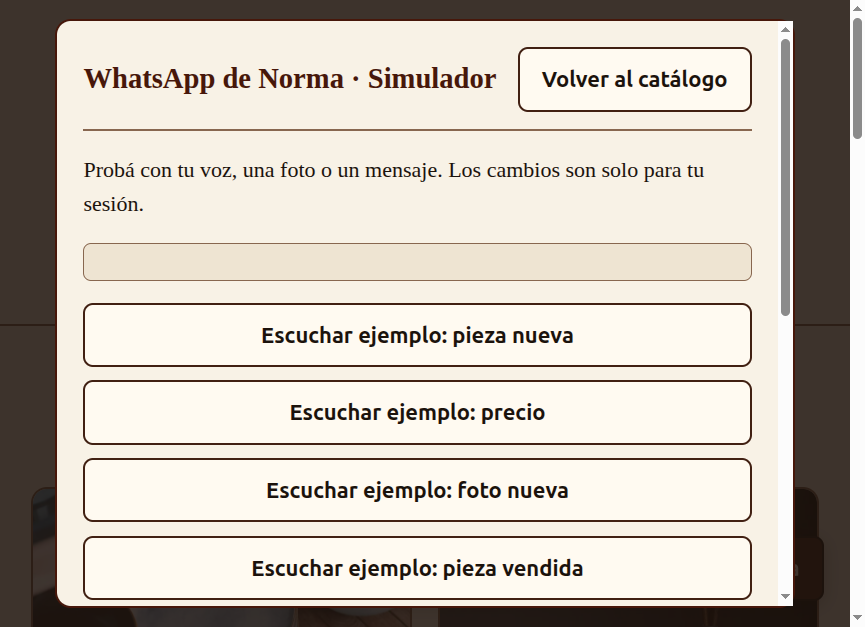 WhatsApp de Norma · Simulador
Volver al catálogo
Probá con tu voz, una foto o un mensaje. Los cambios son solo para tu
sesión.
Escuchar ejemplo: pieza nueva
Escuchar ejemplo: precio
Escuchar ejemplo: foto nueva
Escuchar ejemplo: pieza vendida